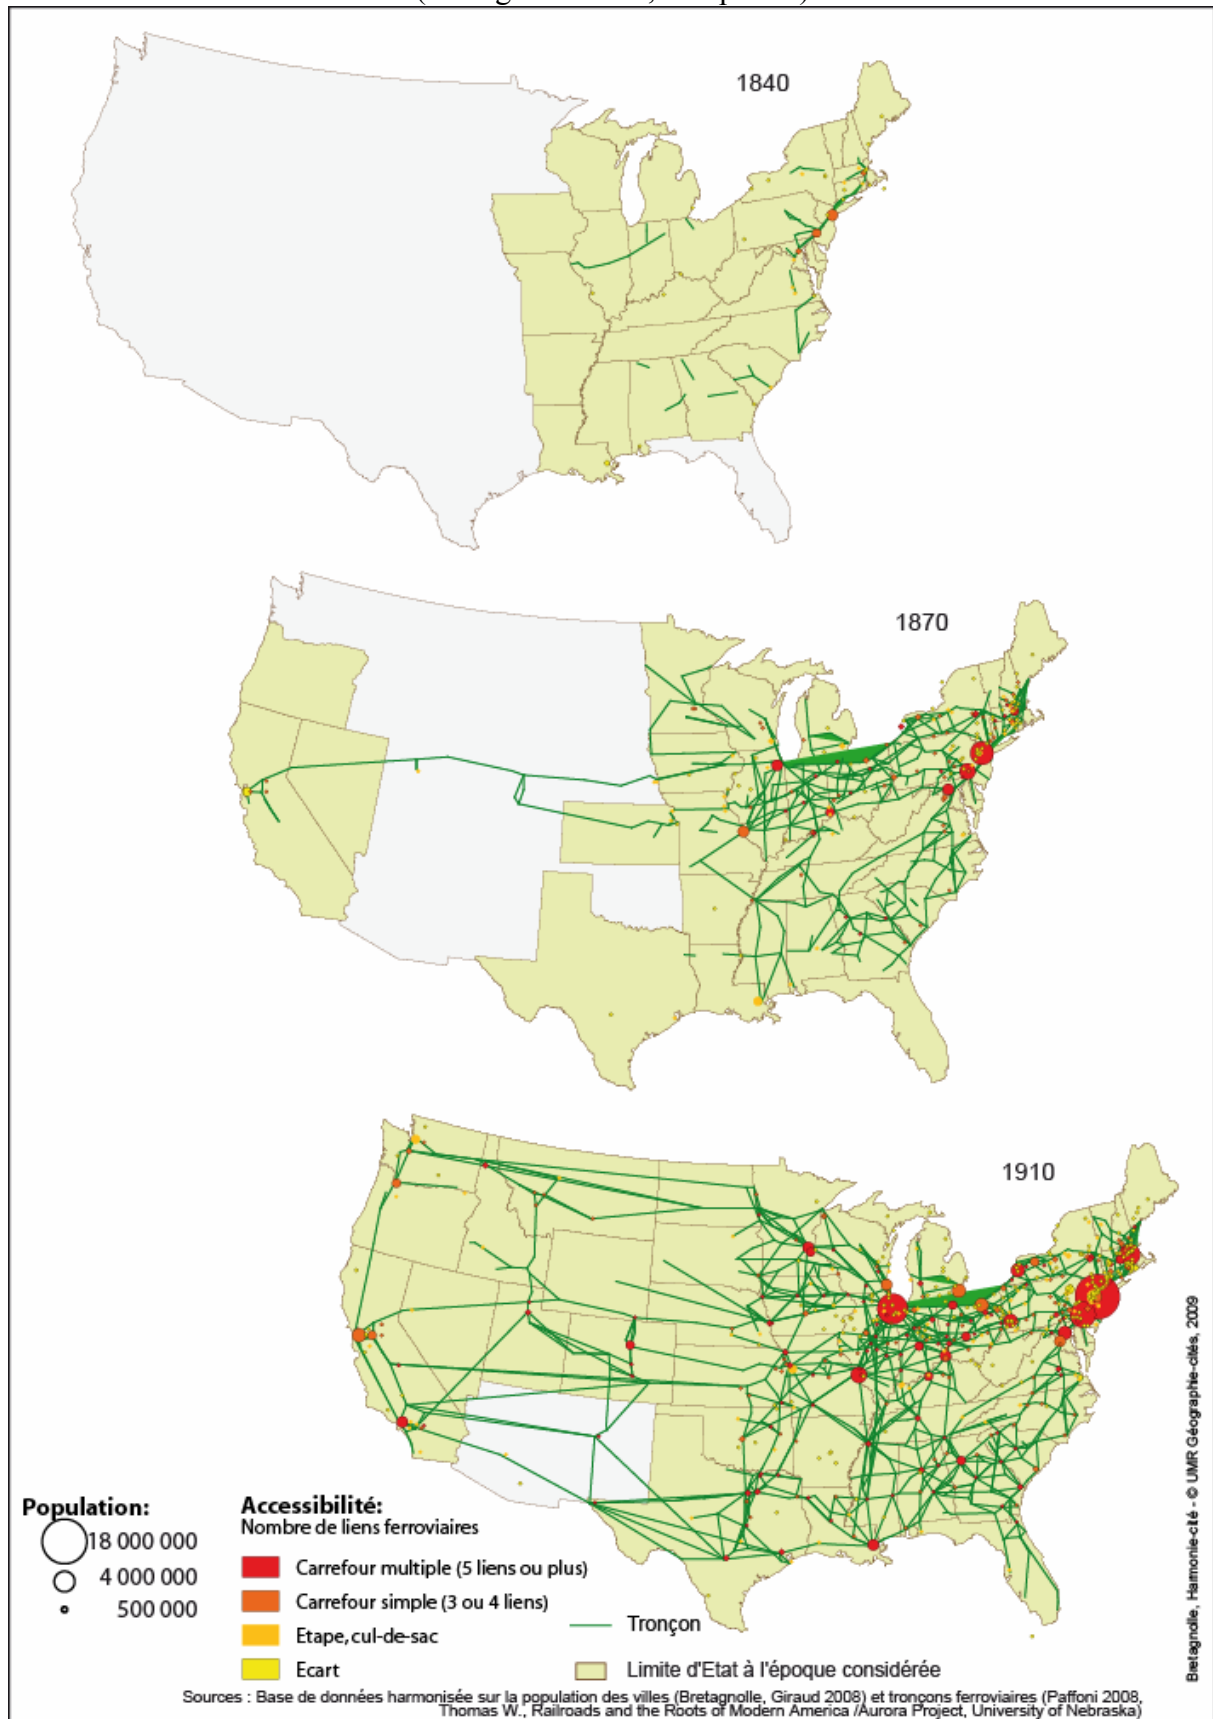 1840
1870
1910
Population:
18 000 000
4 000 000
500 000
Accessibilité:
Nombre de liens ferroviaires
Carrefour multiple (5 liens ou plus)
Carrefour simple (3 ou 4 liens)
Etape, cul-de-sac
Ecart
Tronçon
Limite d'Etat à l'époque considérée
Sources : Base de données harmonisée sur la population des villes (Bretagnolle, Giraud 2008) et tronçons ferroviaires (Paffoni 2008,
Thomas W., Railroads and the Roots of Modern America /Aurora Project, University of Nebraska)
Bretagnolle, Harmonie-cité - © UMR Géographie-cités, 2009